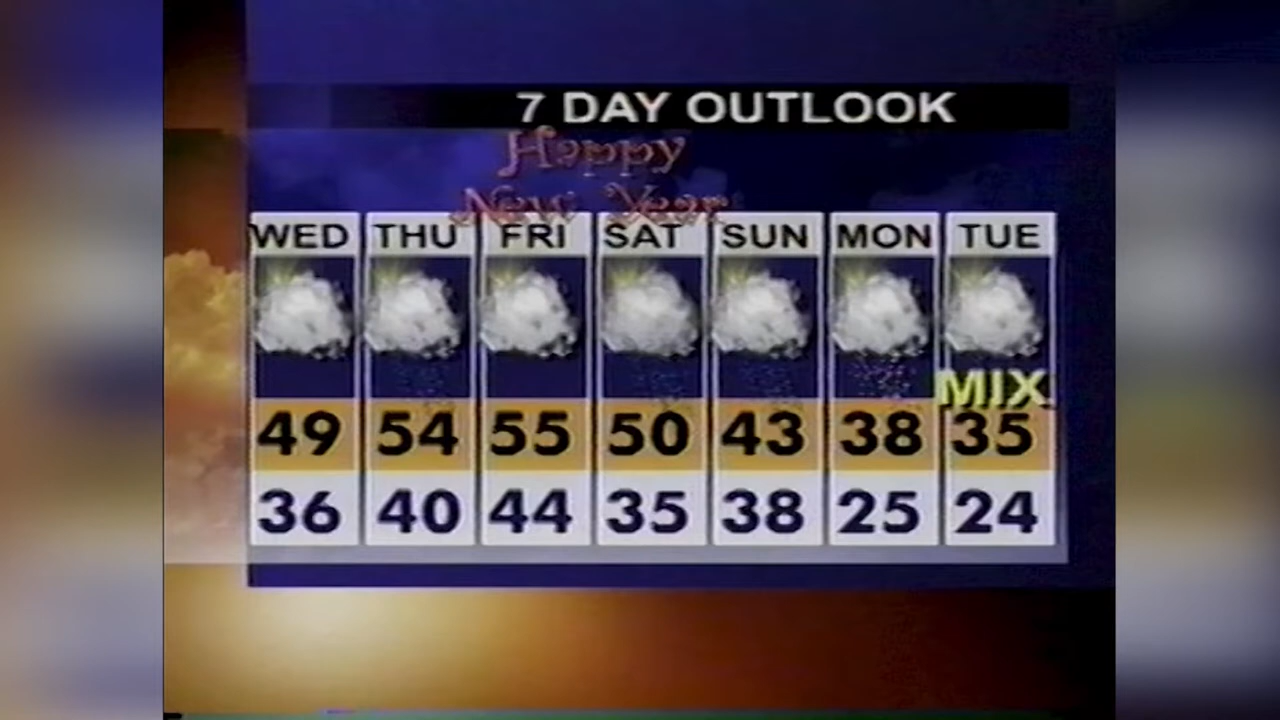 7 DAY OUTLOOK
Happy
New Year
WED THU FRI SAT SUN MON TUE
MIX
49 54 55 50 43 38 35
36 40 44 35 38 25 24